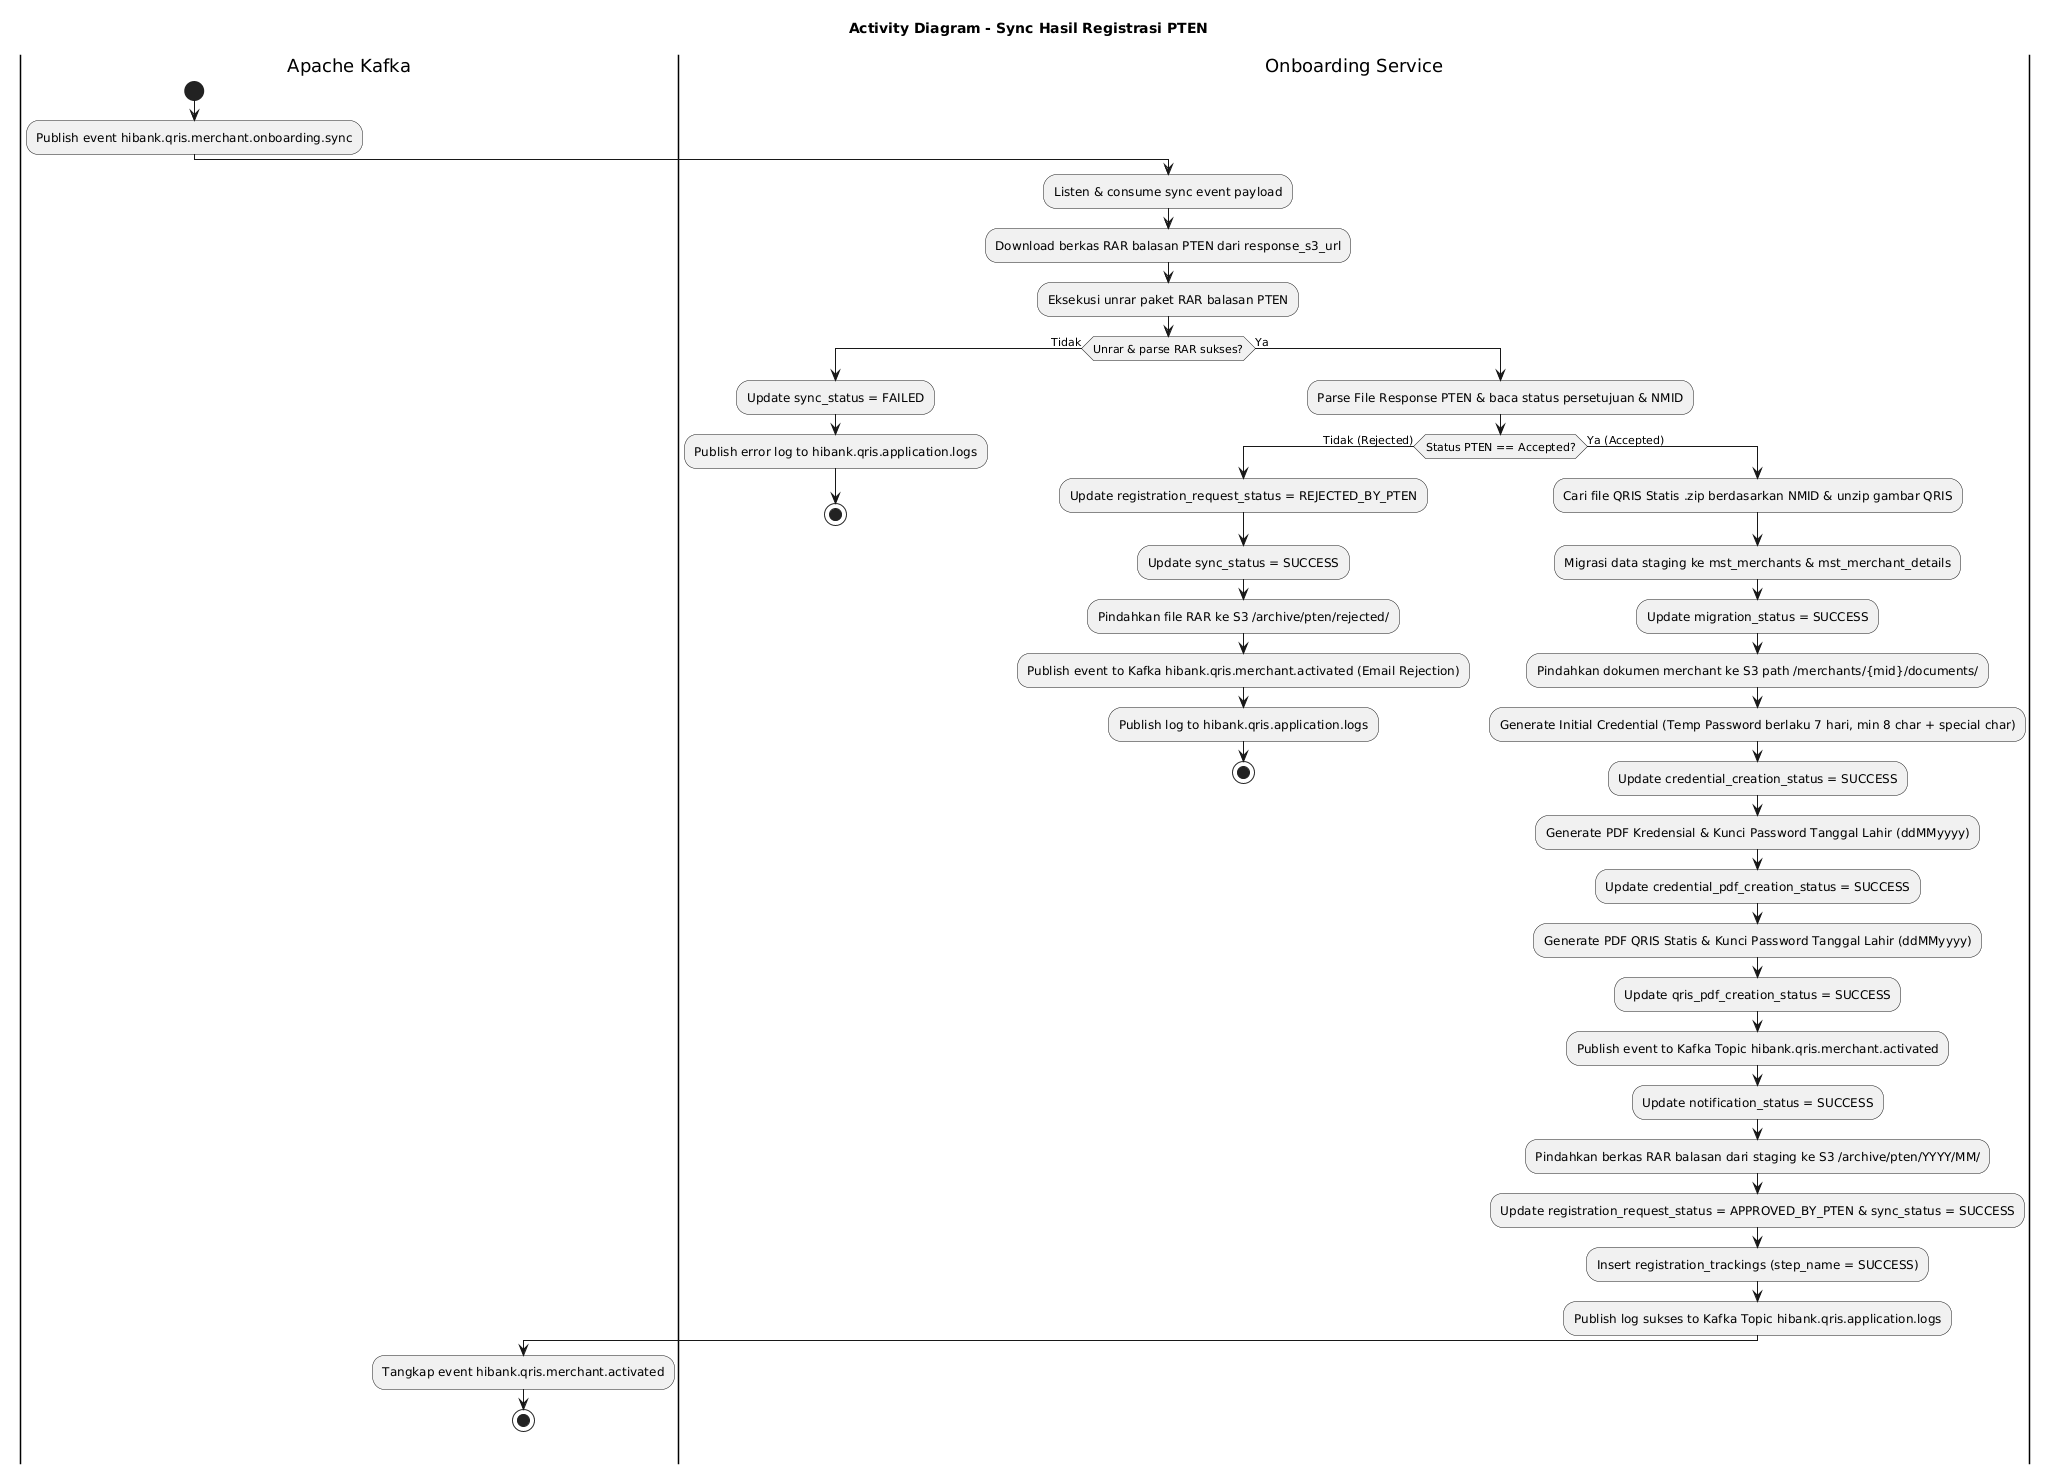 Activity Diagram - Sync Hasil Registrasi PTEN
Apache Kafka
Onboarding Service
Publish event hibank.qris.merchant.onboarding.sync
Listen & consume sync event payload
Download berkas RAR balasan PTEN dari response_s3_url
Eksekusi unrar paket RAR balasan PTEN
Tidak
Unrar & parse RAR sukses?
Ya
Update sync_status = FAILED
Publish error log to hibank.qris.application.logs
Parse File Response PTEN & baca status persetujuan & NMID
Tidak (Rejected)
Status PTEN == Accepted?
Ya (Accepted)
Update registration_request_status = REJECTED_BY_PTEN
Update sync_status = SUCCESS
Pindahkan file RAR ke S3 /archive/pten/rejected/
Publish event to Kafka hibank.qris.merchant.activated (Email Rejection)
Publish log to hibank.qris.application.logs
Cari file QRIS Statis .zip berdasarkan NMID & unzip gambar QRIS
Migrasi data staging ke mst_merchants & mst_merchant_details
Update migration_status = SUCCESS
Pindahkan dokumen merchant ke S3 path /merchants/{mid}/documents/
Generate Initial Credential (Temp Password berlaku 7 hari, min 8 char + special char)
Update credential_creation_status = SUCCESS
Generate PDF Kredensial & Kunci Password Tanggal Lahir (ddMMyyyy)
Update credential_pdf_creation_status = SUCCESS
Generate PDF QRIS Statis & Kunci Password Tanggal Lahir (ddMMyyyy)
Update qris_pdf_creation_status = SUCCESS
Publish event to Kafka Topic hibank.qris.merchant.activated
Update notification_status = SUCCESS
Pindahkan berkas RAR balasan dari staging ke S3 /archive/pten/YYYY/MM/
Update registration_request_status = APPROVED_BY_PTEN & sync_status = SUCCESS
Insert registration_trackings (step_name = SUCCESS)
Publish log sukses to Kafka Topic hibank.qris.application.logs
Tangkap event hibank.qris.merchant.activated